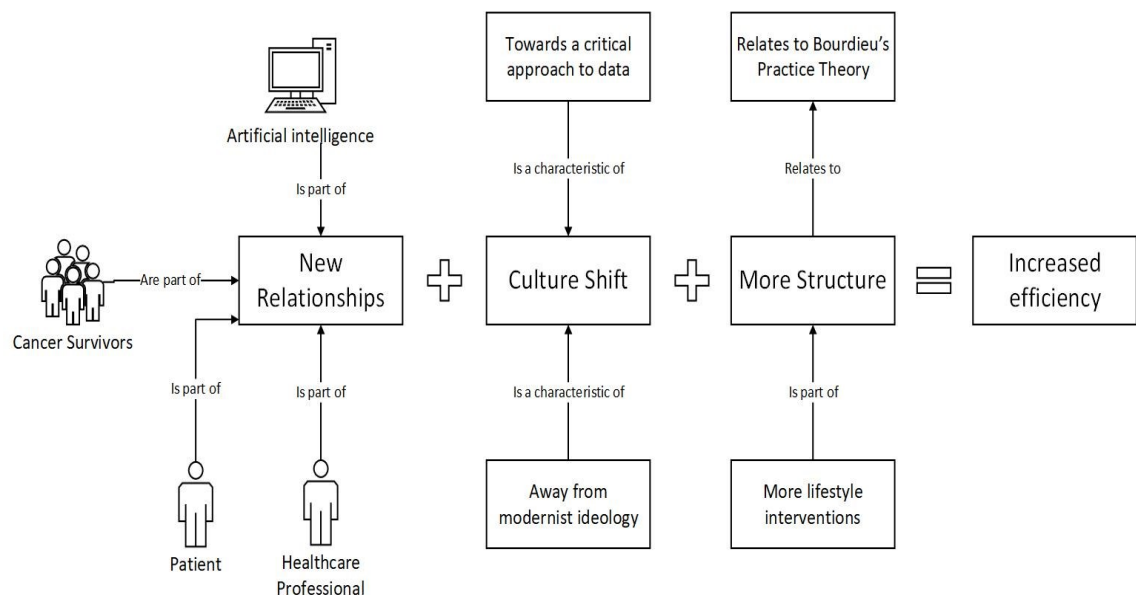 Towards a critical
approach to data
Relates to Bourdieu's
Practice Theory
Artificial intelligence
Is part of
Is a characteristic of
Relates to
New
Relationships
Culture Shift
More Structure
Increased
efficiency
Are part of
Cancer Survivors
Is part of
Is part of
Is a characteristic of
Is part of
Away from
modernist ideology
More lifestyle
interventions
Patient
Healthcare
Professional